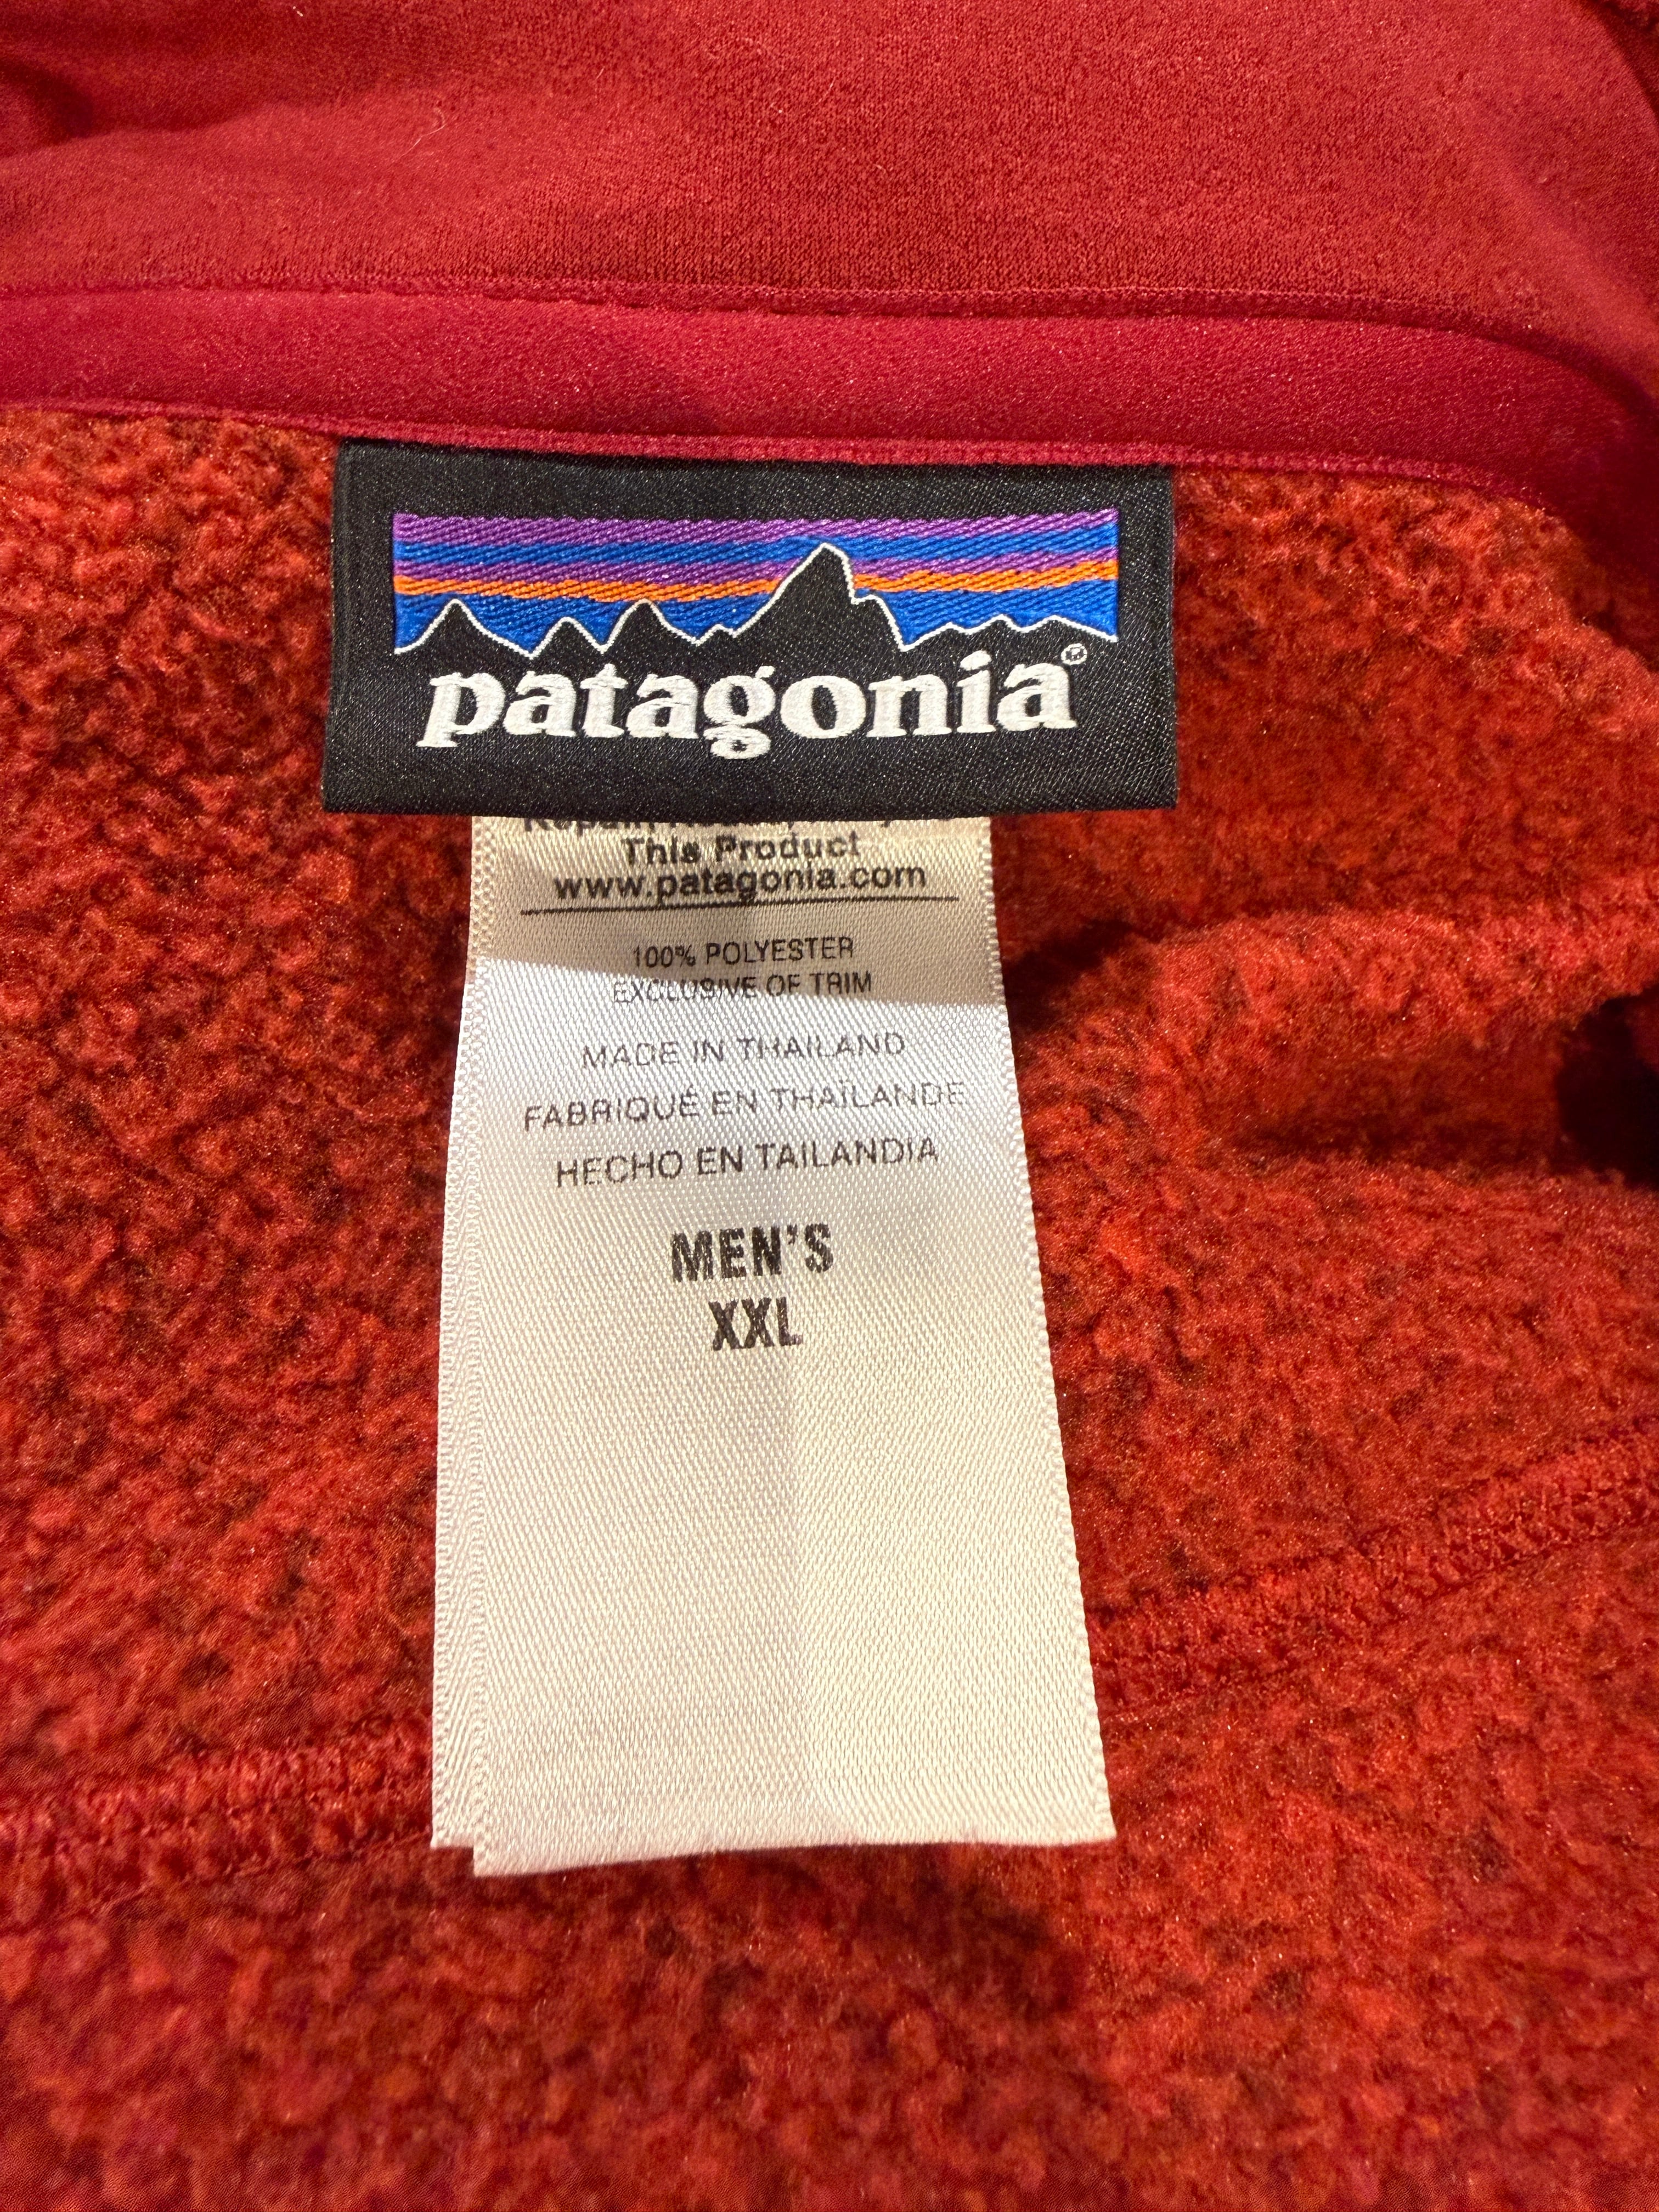 patagonia®
This Product
www.patagonia.com
100% POLYESTER
EXCLUSIVE OF TRIM
MADE IN THAILAND
FABRIQUÉ EN THAÏLANDE
HECHO EN TAILANDIA
MEN'S
XXL